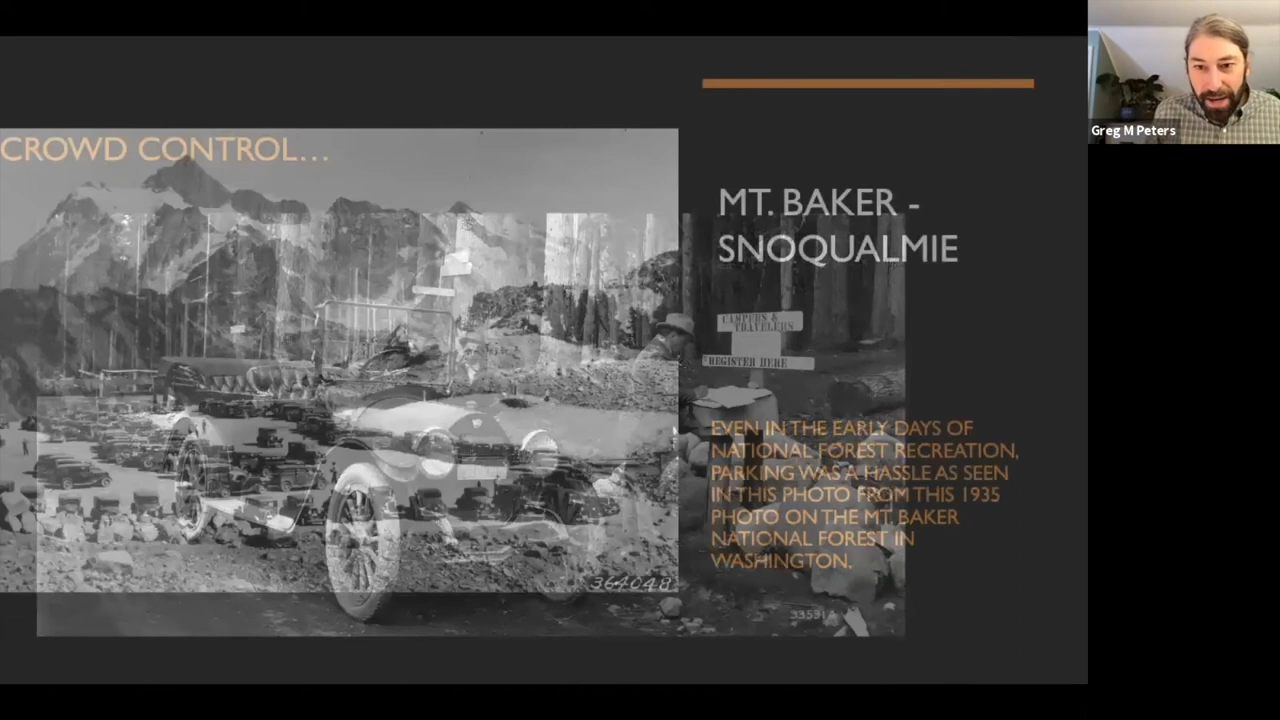 Greg M Peters
CROWD CONTROL...
MT. BAKER -
SNOQUALMIE
CAMPERS &
TRAVELERS
REGISTER HERE
EVEN IN THE EARLY DAYS OF
NATIONAL FOREST RECREATION,
PARKING WAS A HASSLE AS SEEN
IN THIS PHOTO FROM THIS 1935
PHOTO ON THE MT. BAKER
NATIONAL FOREST IN
WASHINGTON.
364048